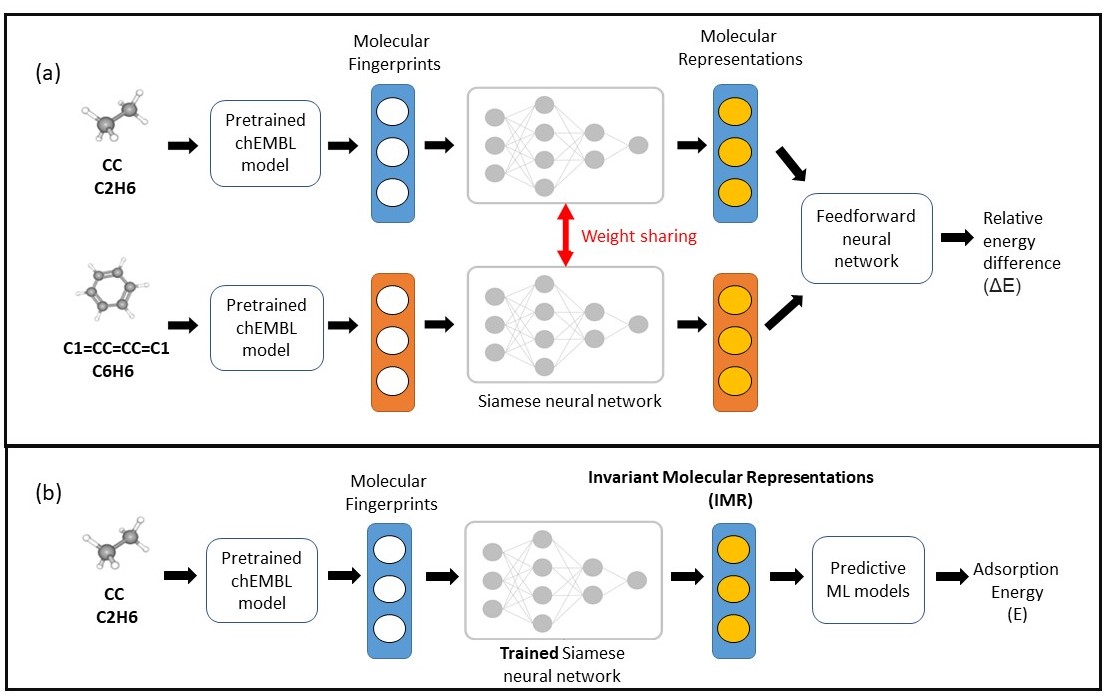 (a)
Molecular
Fingerprints
Molecular
Representations
CC
C2H6
Pretrained
chEMBL
model
Weight sharing
Feedforward
neural
network
Relative
energy
difference
(ΔE)
C1=CC=CC=C1
C6H6
Pretrained
chEMBL
model
Siamese neural network
(b)
Molecular
Fingerprints
Invariant Molecular Representations
(IMR)
CC
C2H6
Pretrained
chEMBL
model
Trained Siamese
neural network
Predictive
ML models
Adsorption
Energy
(E)